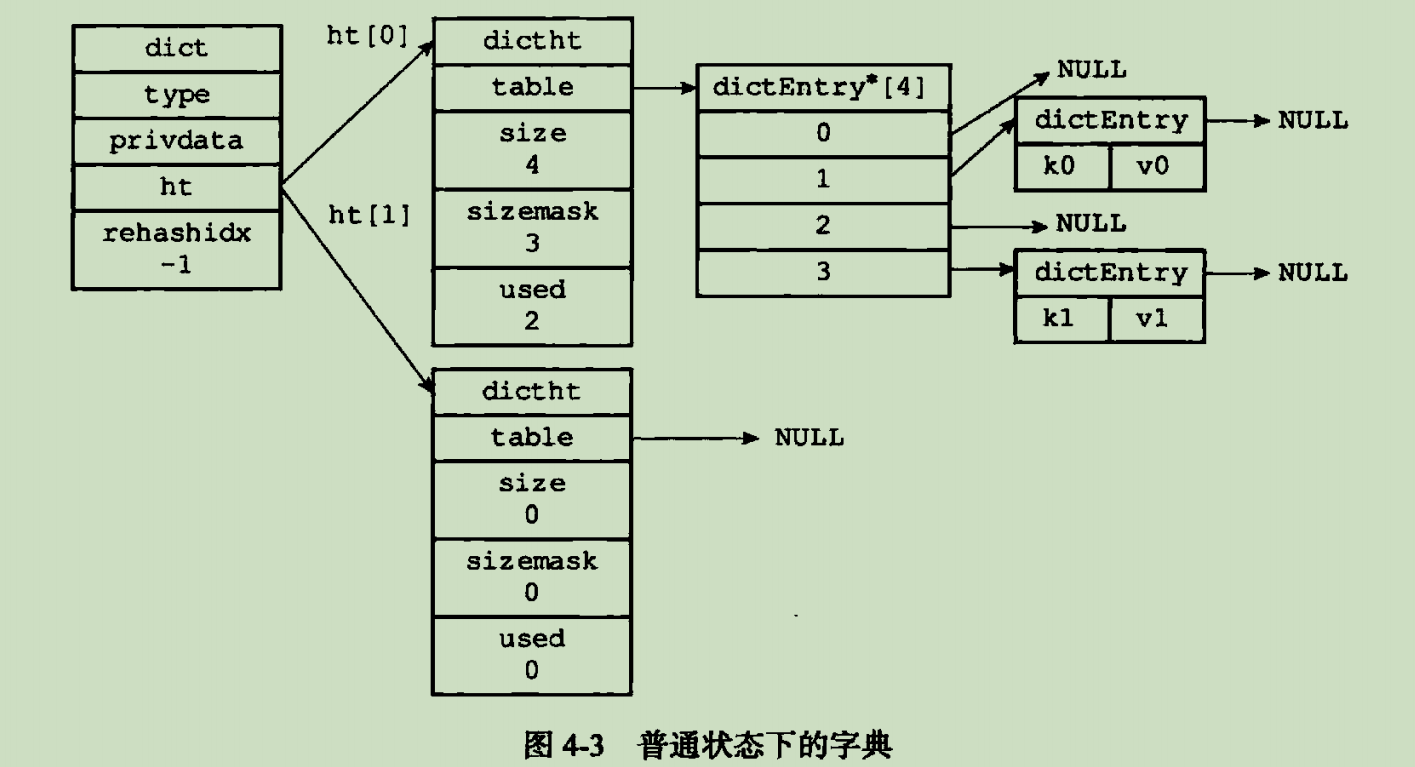 dict
type
privdata
ht
rehashidx
-1
ht[0]
ht[1]
dictht
table
size
4
sizemask
3
used
2
dictEntry*[4]
0
1
2
3
NULL
dictEntry
k0 v0
NULL
NULL
dictEntry
k1 v1
NULL
dictht
table
size
0
sizemask
0
used
0
NULL
图 4-3 普通状态下的字典